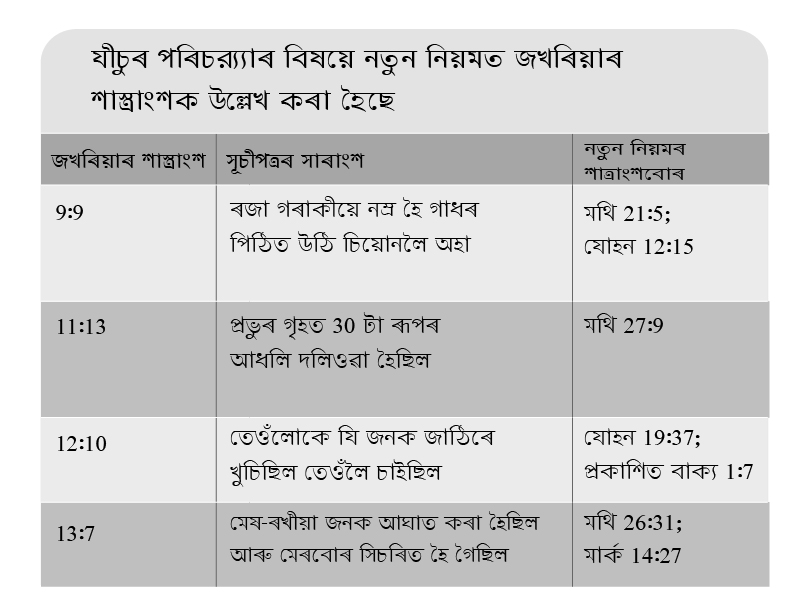 যীচুৰ পৰিচৰ্য্যাৰ বিষয়ে নতুন নিয়মত জখৰিয়াৰ
শাস্ত্ৰাংশক উল্লেখ কৰা হৈছে
জখৰিয়াৰ শাস্ত্ৰাংশ
সূচীপত্ৰৰ সাৰাংশ
নতুন নিয়মৰ
শাত্ৰাংশবোৰ
9:9
ৰজা গৰাকীয়ে নম্ৰ হৈ গাধৰ
পিঠিত উঠি চিয়োনলৈ অহা
মথি 21:5;
যোহন 12:15
11:13
প্ৰভুৰ গৃহত 30 টা ৰূপৰ
আধলি দলিওৱা হৈছিল
মথি 27:9
12:10
তেওঁলোকে যি জনক জাঠিৰে
খুচিছিল তেওঁলৈ চাইছিল
যোহন 19:37;
প্ৰকাশিত বাক্য 1:7
13:7
মেষ-ৰখীয়া জনক আঘাত কৰা হৈছিল
আৰু মেৰবোৰ সিচৰিত হৈ গৈছিল
মথি 26:31;
মাৰ্ক 14:27